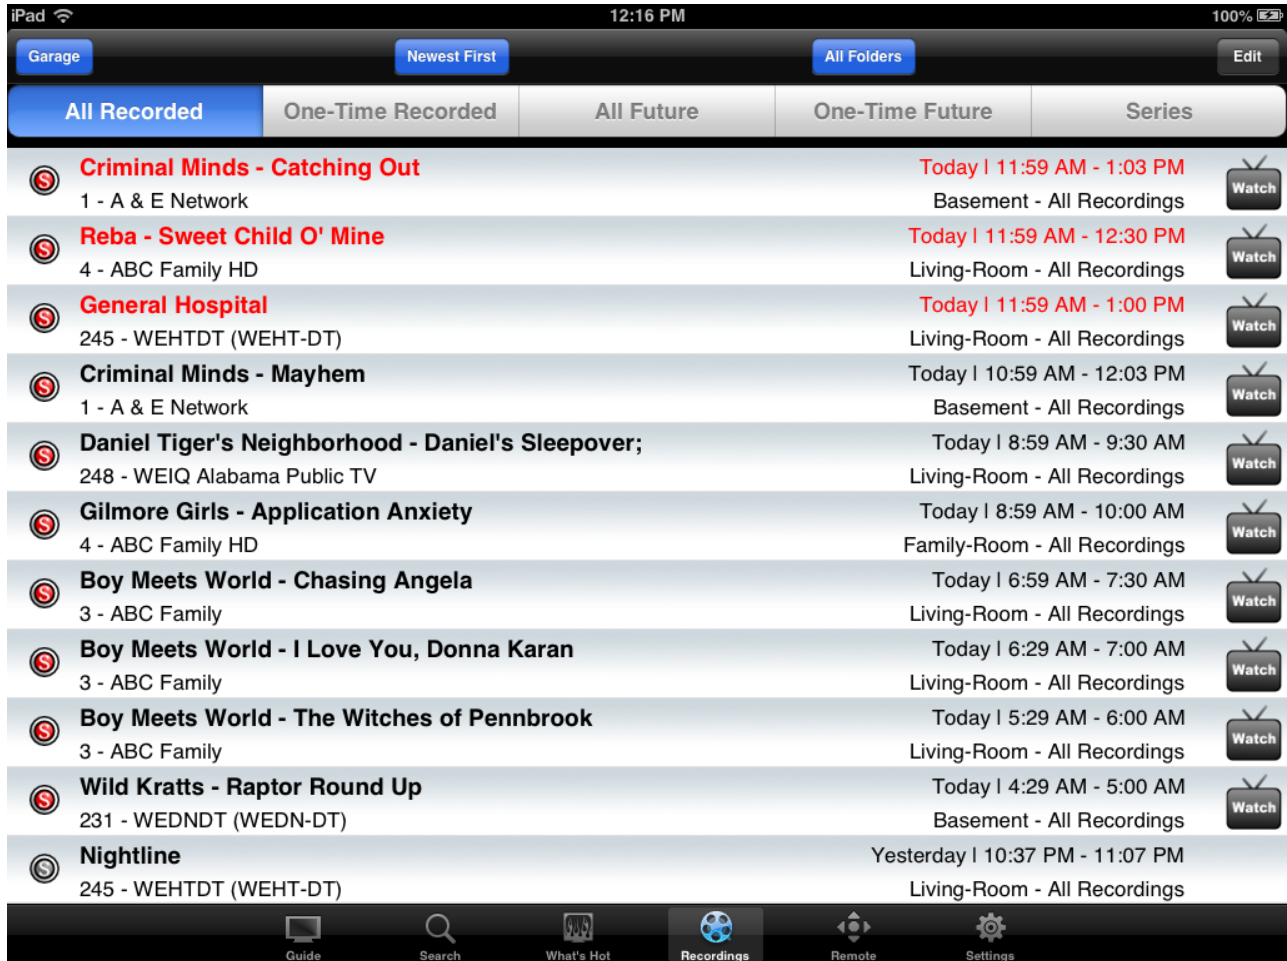 iPad 12:16 PM 100%
Garage Newest First All Folders Edit
All Recorded One-Time Recorded All Future One-Time Future Series
S Criminal Minds - Catching Out Today | 11:59 AM - 1:03 PM Watch
1 - A & E Network Basement - All Recordings
S Reba - Sweet Child O' Mine Today | 11:59 AM - 12:30 PM Watch
4 - ABC Family HD Living-Room - All Recordings
S General Hospital Today | 11:59 AM - 1:00 PM Watch
245 - WEHTDT (WEHT-DT) Living-Room - All Recordings
S Criminal Minds - Mayhem Today | 10:59 AM - 12:03 PM Watch
1 - A & E Network Basement - All Recordings
S Daniel Tiger's Neighborhood - Daniel's Sleepover; Today | 8:59 AM - 9:30 AM Watch
248 - WEIQ Alabama Public TV Living-Room - All Recordings
S Gilmore Girls - Application Anxiety Today | 8:59 AM - 10:00 AM Watch
4 - ABC Family HD Family-Room - All Recordings
S Boy Meets World - Chasing Angela Today | 6:59 AM - 7:30 AM Watch
3 - ABC Family Living-Room - All Recordings
S Boy Meets World - I Love You, Donna Karan Today | 6:29 AM - 7:00 AM Watch
3 - ABC Family Living-Room - All Recordings
S Boy Meets World - The Witches of Pennbrook Today | 5:29 AM - 6:00 AM Watch
3 - ABC Family Living-Room - All Recordings
S Wild Kratts - Raptor Round Up Today | 4:29 AM - 5:00 AM Watch
231 - WEDNDT (WEDN-DT) Basement - All Recordings
S Nightline Yesterday | 10:37 PM - 11:07 PM
245 - WEHTDT (WEHT-DT) Living-Room - All Recordings
Guide Search What's Hot Recordings Remote Settings